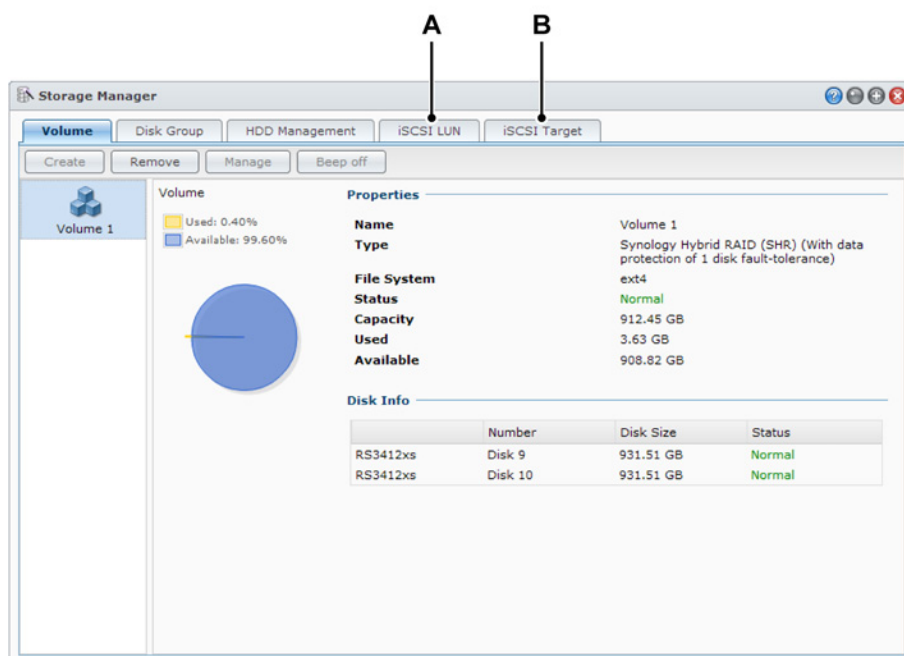 A B
Storage Manager
Volume Disk Group HDD Management iSCSI LUN iSCSI Target
Create Remove Manage Beep off
Volume 1
Volume
Used: 0.40%
Available: 99.60%
Properties
Name Volume 1
Type Synology Hybrid RAID (SHR) (With data
protection of 1 disk fault-tolerance)
File System ext4
Status Normal
Capacity 912.45 GB
Used 3.63 GB
Available 908.82 GB
Disk Info
Number Disk Size Status
RS3412xs Disk 9 931.51 GB Normal
RS3412xs Disk 10 931.51 GB Normal